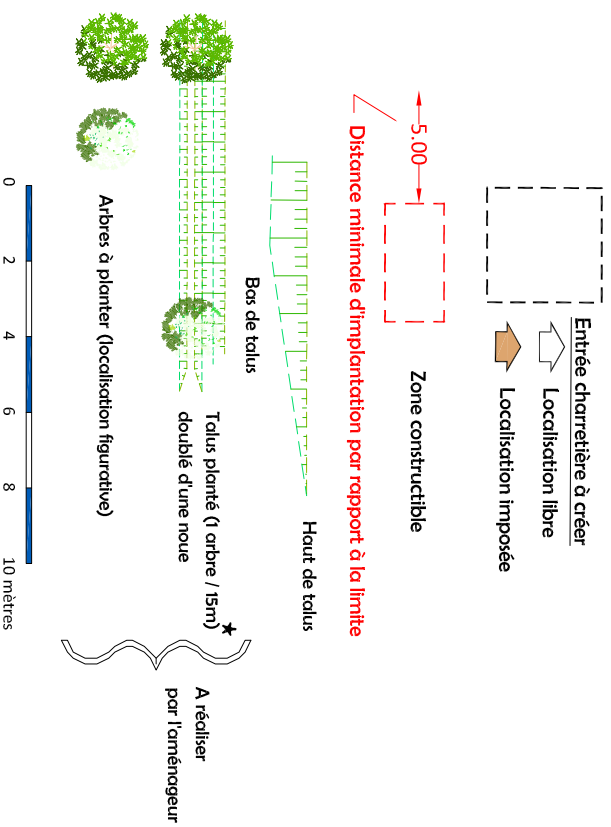 Entrée charretière à créer
Localisation libre
Localisation imposée
Zone constructible
5.00
Distance minimale d'implantation par rapport à la limite
Haut de talus
Bas de talus
Talus planté (1 arbre / 15m) ★
doublé d'une noue
Arbres à planter (localisation figurative)
A réaliser
par l'aménageur
0 2 4 6 8 10 mètres